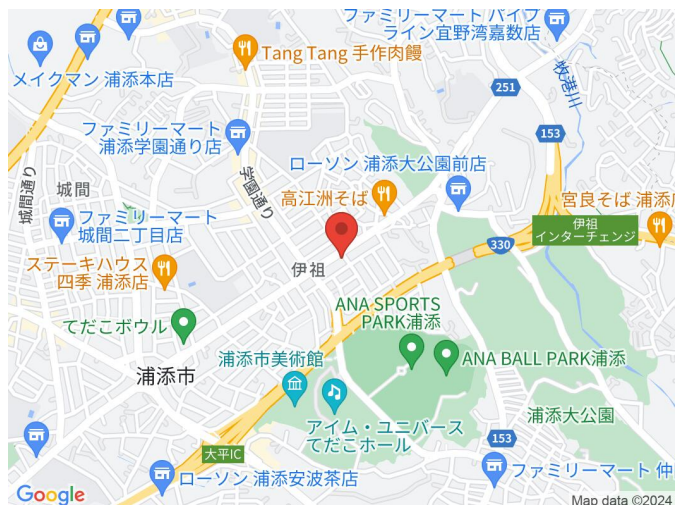 ファミリーマート パイプ
ライン宜野湾嘉数店
Tang Tang 手作肉饅
メイクマン 浦添本店
牧港川
251
153
ファミリーマート
浦添学園通り店
ローソン 浦添大公園前店
学園通り
高江洲そば
城間
城間通り
宮良そば 浦添店
ファミリーマート
城間二丁目店
伊祖
インターチェンジ
330
ステーキハウス
四季 浦添店
伊祖
ANA SPORTS
PARK浦添
てだこボウル
浦添市美術館
ANA BALL PARK浦添
浦添市
アイム・ユニバース
てだこホール
浦添大公園
153
大平IC
ローソン 浦添安波茶店
ファミリーマート 仲
Google
Map data ©2024